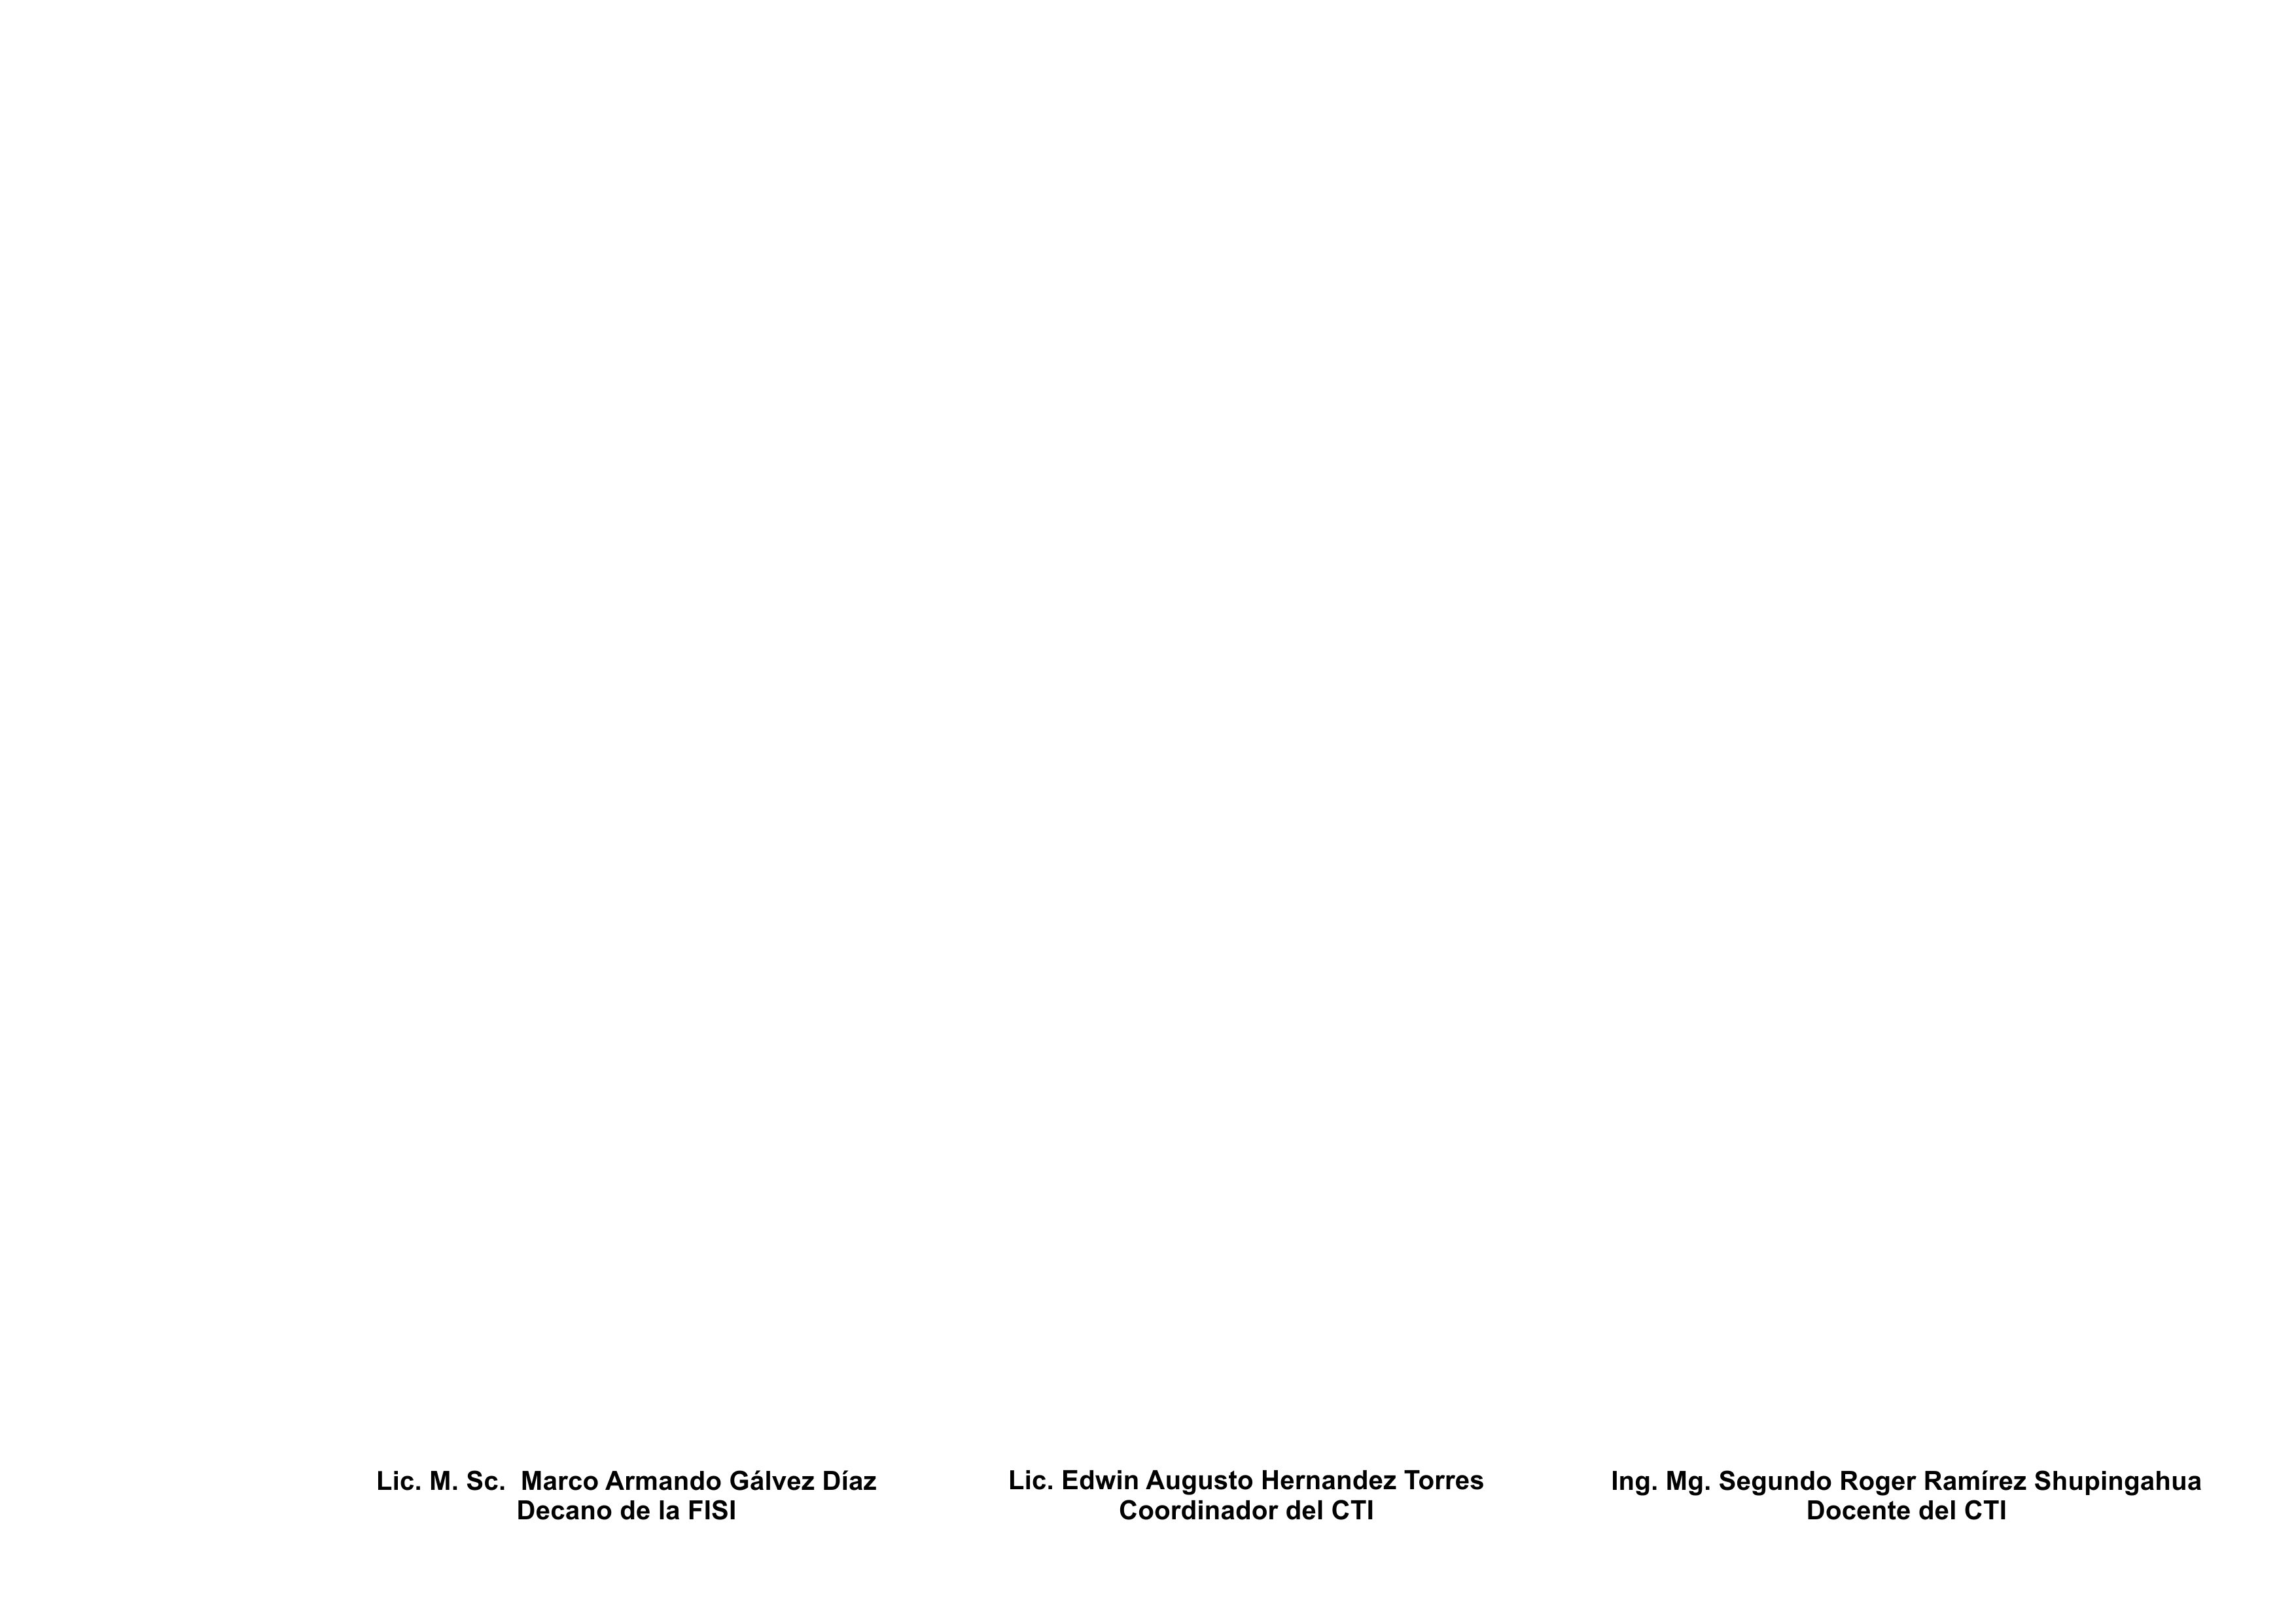 Lic. M. Sc.  Marco Armando Gálvez Díaz
Decano de la FISI
Lic. Edwin Augusto Hernandez Torres
Coordinador del CTI
Ing. Mg. Segundo Roger Ramírez Shupingahua
Docente del CTI